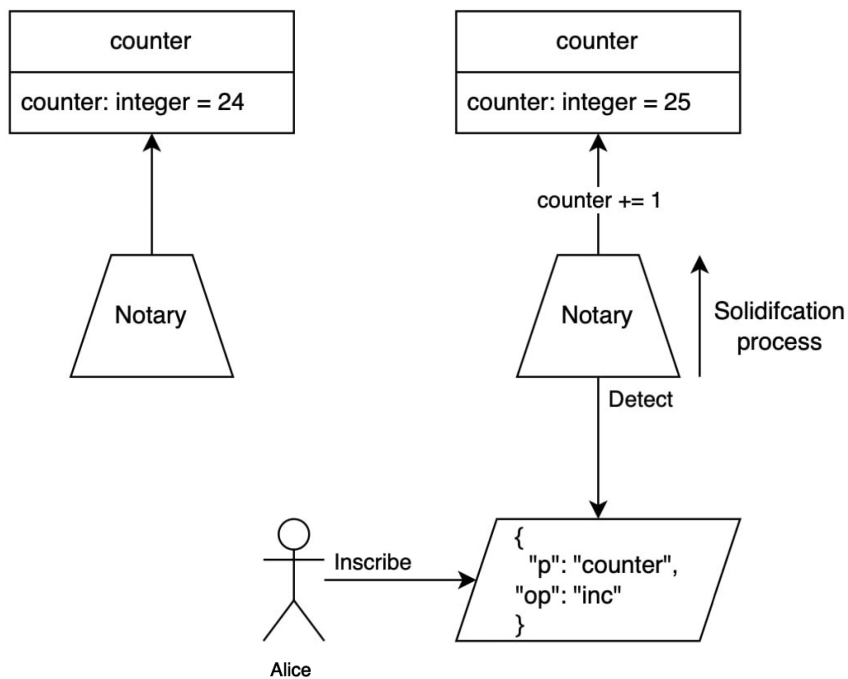 counter
counter: integer = 24
Notary
counter
counter: integer = 25
counter += 1
Notary
Solidifcation
process
Detect
Alice
Inscribe
{
"p": "counter",
"op": "inc"
}